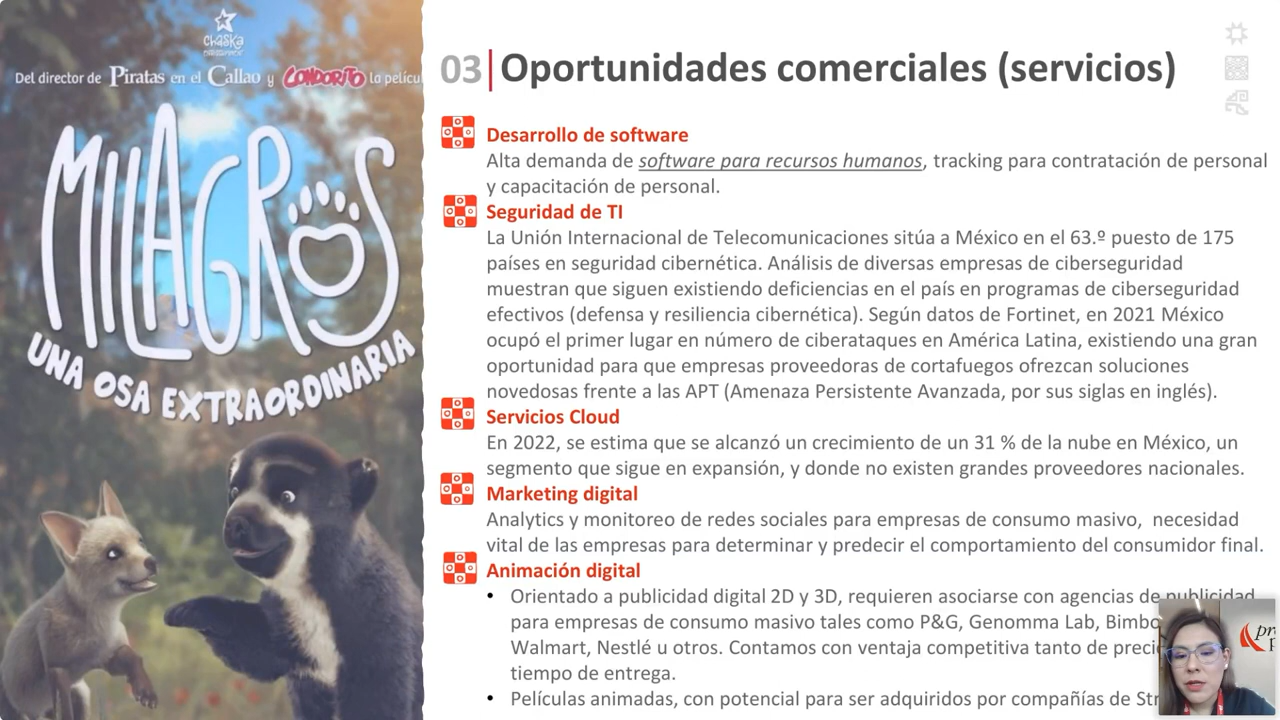 chaska
Del director de Piratas en el Callao y CONDORITO la pelícu
MILAGROS
UNA OSA EXTRAORDINARIA
03 Oportunidades comerciales (servicios)
Desarrollo de software
Alta demanda de software para recursos humanos, tracking para contratación de personal
y capacitación de personal.
Seguridad de TI
La Unión Internacional de Telecomunicaciones sitúa a México en el 63.º puesto de 175
países en seguridad cibernética. Análisis de diversas empresas de ciberseguridad
muestran que siguen existiendo deficiencias en el país en programas de ciberseguridad
efectivos (defensa y resiliencia cibernética). Según datos de Fortinet, en 2021 México
ocupó el primer lugar en número de ciberataques en América Latina, existiendo una gran
oportunidad para que empresas proveedoras de cortafuegos ofrezcan soluciones
novedosas frente a las APT (Amenaza Persistente Avanzada, por sus siglas en inglés).
Servicios Cloud
En 2022, se estima que se alcanzó un crecimiento de un 31 % de la nube en México, un
segmento que sigue en expansión, y donde no existen grandes proveedores nacionales.
Marketing digital
Analytics y monitoreo de redes sociales para empresas de consumo masivo, necesidad
vital de las empresas para determinar y predecir el comportamiento del consumidor final.
Animación digital
• Orientado a publicidad digital 2D y 3D, requieren asociarse con agencias de publicidad
para empresas de consumo masivo tales como P&G, Genomma Lab, Bimbo
Walmart, Nestlé u otros. Contamos con ventaja competitiva tanto de preci
tiempo de entrega.
• Películas animadas, con potencial para ser adquiridos por compañías de Str
pr